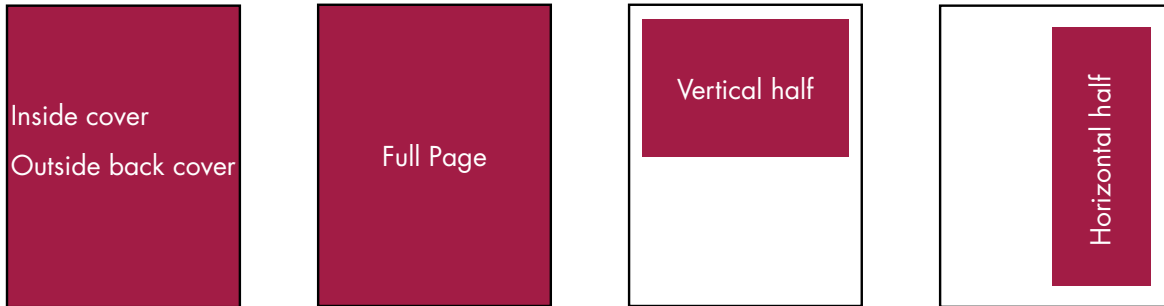 Inside cover
Outside back cover
Full Page
Vertical half
Horizontal half